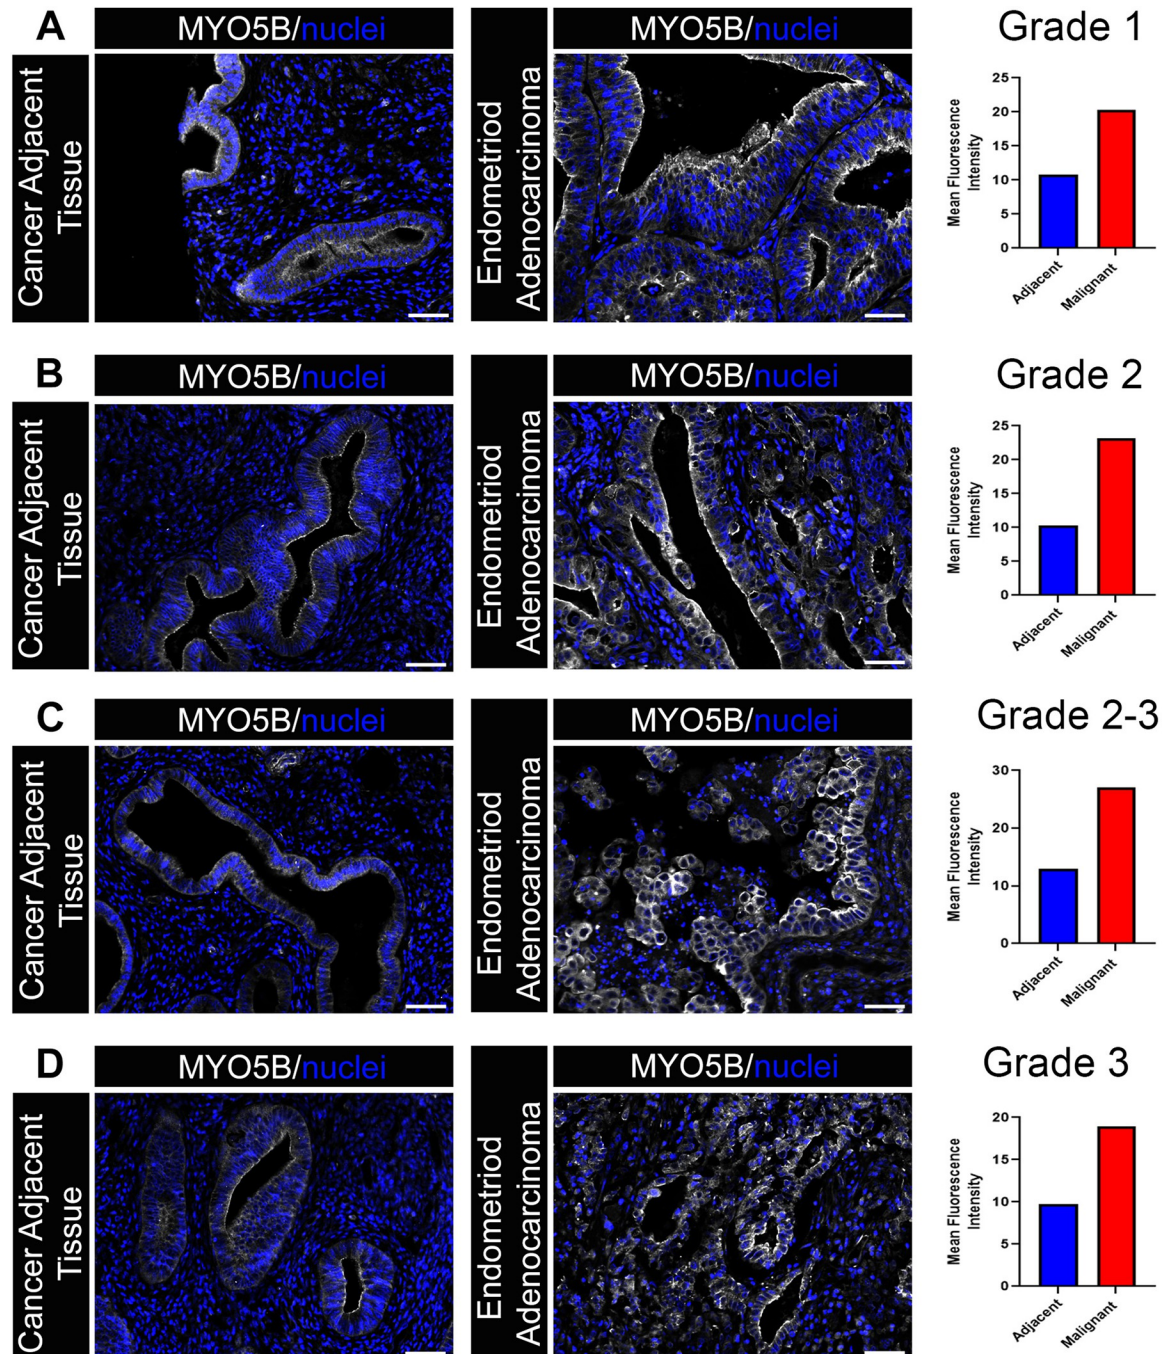 A
MYO5B/nuclei
MYO5B/nuclei
Grade 1
Cancer Adjacent
Tissue
Endometriod
Adenocarcinoma
Mean Fluorescence
Intensity
25
20
15
10
5
0
Adjacent
Malignant
B
MYO5B/nuclei
MYO5B/nuclei
Grade 2
Cancer Adjacent
Tissue
Endometriod
Adenocarcinoma
Mean Fluorescence
Intensity
25
20
15
10
5
0
Adjacent
Malignant
C
MYO5B/nuclei
MYO5B/nuclei
Grade 2-3
Cancer Adjacent
Tissue
Endometriod
Adenocarcinoma
Mean Fluorescence
Intensity
30
20
10
0
Adjacent
Malignant
D
MYO5B/nuclei
MYO5B/nuclei
Grade 3
Cancer Adjacent
Tissue
Endometriod
Adenocarcinoma
Mean Fluorescence
Intensity
20
15
10
5
0
Adjacent
Malignant